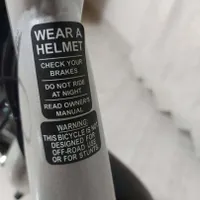 WEAR A
HELMET
CHECK YOUR
BRAKES
DO NOT RIDE
AT NIGHT
READ OWNER'S
MANUAL
WARNING:
THIS BICYCLE IS NOT
DESIGNED FOR
OFF-ROAD USE
OR FOR STUNTS.